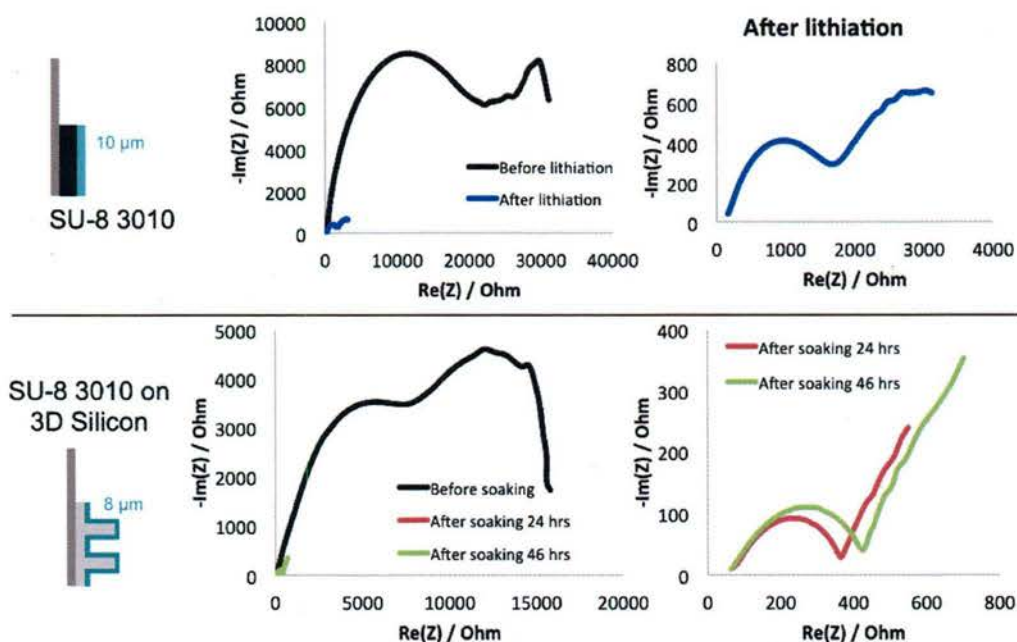 10 µm
SU-8 3010
10000
8000
6000
4000
2000
0
-Im(Z) / Ohm
Before lithiation
After lithiation
0
10000
20000
30000
40000
Re(Z) / Ohm
After lithiation
800
600
400
200
0
-Im(Z) / Ohm
0
1000
2000
3000
4000
Re(Z) / Ohm
SU-8 3010 on
3D Silicon
8 µm
5000
4000
3000
2000
1000
0
-Im(Z) / Ohm
Before soaking
After soaking 24 hrs
After soaking 46 hrs
0
5000
10000
15000
20000
Re(Z) / Ohm
400
300
200
100
0
-Im(Z) / Ohm
After soaking 24 hrs
After soaking 46 hrs
0
200
400
600
800
Re(Z) / Ohm